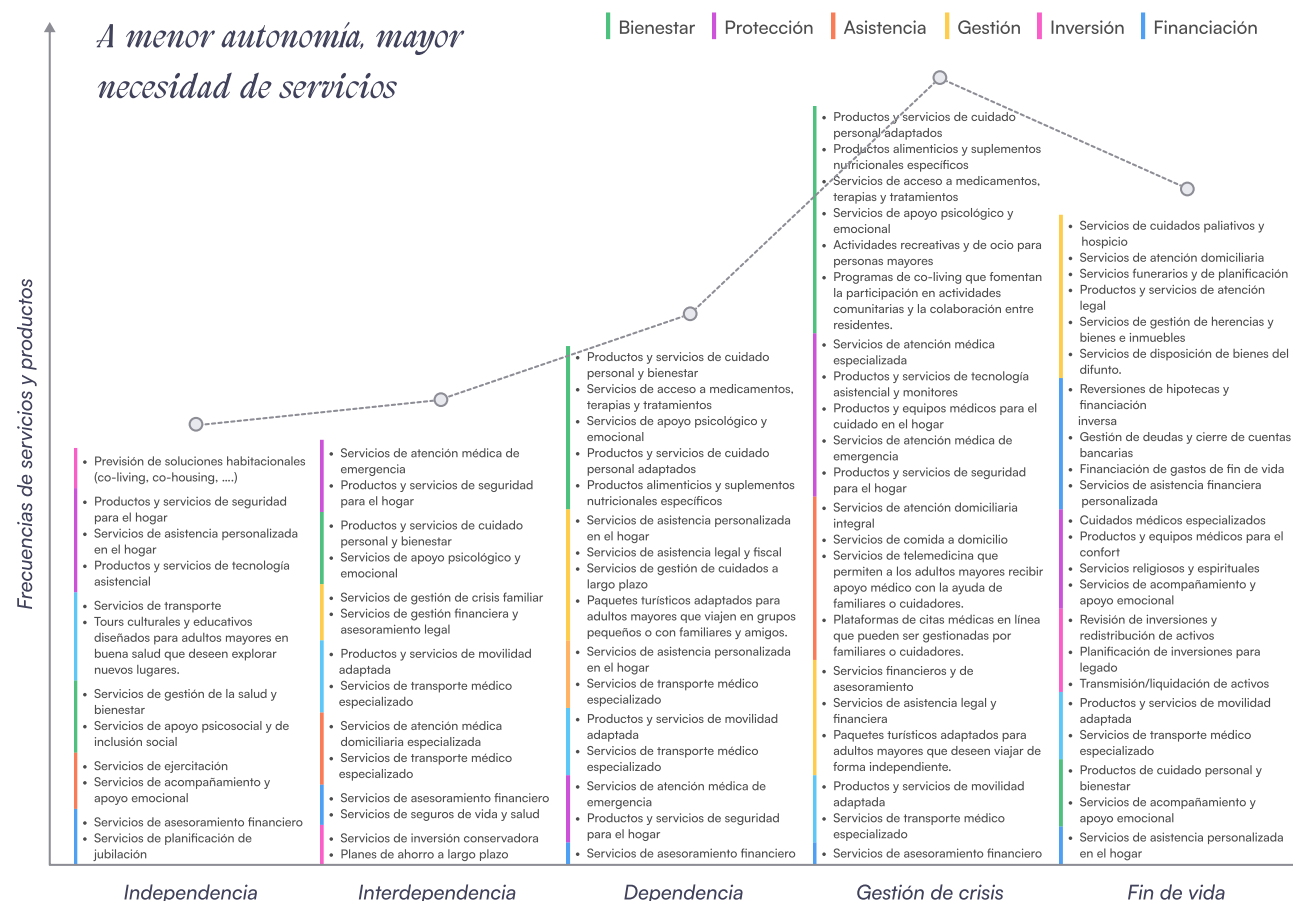 A menor autonomía, mayor
necesidad de servicios
Bienestar
Protección
Asistencia
Gestión
Inversión
Financiación
Frecuencias de servicios y productos
• Previsión de soluciones habitacionales
(co-living, co-housing, ....)
• Productos y servicios de seguridad
para el hogar
• Servicios de asistencia personalizada
en el hogar
• Productos y servicios de tecnología
asistencial
• Servicios de transporte
• Tours culturales y educativos
diseñados para adultos mayores en
buena salud que deseen explorar
nuevos lugares.
• Servicios de gestión de la salud y
bienestar
• Servicios de apoyo psicosocial y de
inclusión social
• Servicios de ejercitación
• Servicios de acompañamiento y
apoyo emocional
• Servicios de asesoramiento financiero
• Servicios de planificación de
jubilación
Independencia
• Servicios de atención médica de
emergencia
• Productos y servicios de seguridad
para el hogar
• Productos y servicios de cuidado
personal y bienestar
• Servicios de apoyo psicológico y
emocional
• Servicios de gestión de crisis familiar
• Servicios de gestión financiera y
asesoramiento legal
• Productos y servicios de movilidad
adaptada
• Servicios de transporte médico
especializado
• Servicios de atención médica
domiciliaria especializada
• Servicios de transporte médico
especializado
• Servicios de asesoramiento financiero
• Servicios de seguros de vida y salud
• Servicios de inversión conservadora
• Planes de ahorro a largo plazo
Interdependencia
• Productos y servicios de cuidado
personal y bienestar
• Servicios de acceso a medicamentos,
terapias y tratamientos
• Servicios de apoyo psicológico y
emocional
• Productos y servicios de cuidado
personal adaptados
• Productos alimenticios y suplementos
nutricionales específicos
• Servicios de asistencia personalizada
en el hogar
• Servicios de asistencia legal y fiscal
• Servicios de gestión de cuidados a
largo plazo
• Paquetes turísticos adaptados para
adultos mayores que viajen en grupos
pequeños o con familiares y amigos.
• Servicios de asistencia personalizada
en el hogar
• Servicios de transporte médico
especializado
• Productos y servicios de movilidad
adaptada
• Servicios de transporte médico
especializado
• Servicios de atención médica de
emergencia
• Productos y servicios de seguridad
para el hogar
• Servicios de asesoramiento financiero
Dependencia
• Productos y servicios de cuidado
personal adaptados
• Productos alimenticios y suplementos
nutricionales específicos
• Servicios de acceso a medicamentos,
terapias y tratamientos
• Servicios de apoyo psicológico y
emocional
• Actividades recreativas y de ocio para
personas mayores
• Programas de co-living que fomentan
la participación en actividades
comunitarias y la colaboración entre
residentes.
• Servicios de atención médica
especializada
• Productos y servicios de tecnología
asistencial y monitores
• Productos y equipos médicos para el
cuidado en el hogar
• Servicios de atención médica de
emergencia
• Productos y servicios de seguridad
para el hogar
• Servicios de atención domiciliaria
integral
• Servicios de comida a domicilio
• Servicios de telemedicina que
permiten a los adultos mayores recibir
apoyo médico con la ayuda de
familiares o cuidadores.
• Plataformas de citas médicas en línea
que pueden ser gestionadas por
familiares o cuidadores.
• Servicios financieros y de
asesoramiento
• Servicios de asistencia legal y
financiera
• Paquetes turísticos adaptados para
adultos mayores que deseen viajar de
forma independiente.
• Productos y servicios de movilidad
adaptada
• Servicios de transporte médico
especializado
• Servicios de asesoramiento financiero
Gestión de crisis
• Servicios de cuidados paliativos y
hospicio
• Servicios de atención domiciliaria
• Servicios funerarios y de planificación
• Productos y servicios de atención
legal
• Servicios de gestión de herencias y
bienes e inmuebles
• Servicios de disposición de bienes del
difunto.
• Reversiones de hipotecas y
financiación
inversa
• Gestión de deudas y cierre de cuentas
bancarias
• Financiación de gastos de fin de vida
• Servicios de asistencia financiera
personalizada
• Cuidados médicos especializados
• Productos y equipos médicos para el
confort
• Servicios religiosos y espirituales
• Servicios de acompañamiento y
apoyo emocional
• Revisión de inversiones y
redistribución de activos
• Planificación de inversiones para
legado
• Transmisión/liquidación de activos
• Productos y servicios de movilidad
adaptada
• Servicios de transporte médico
especializado
• Productos de cuidado personal y
bienestar
• Servicios de acompañamiento y
apoyo emocional
• Servicios de asistencia personalizada
en el hogar
Fin de vida